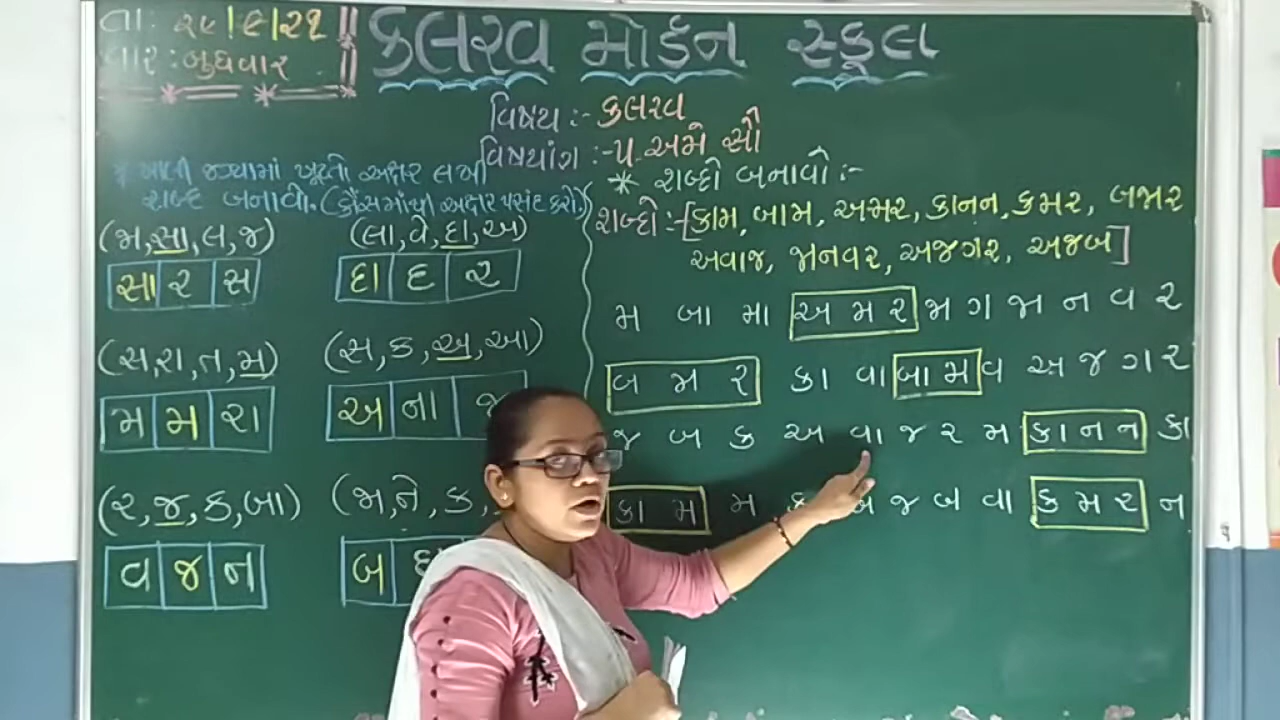 તા: ૨૯/૯/૨૧
વાર: બુધવાર
કલરવ મોર્ડન સ્કૂલ
વિષય :- કલરવ
વિષયાંગ :- ૫. અમે સૌ
* ખાલી જગ્યામાં ખૂટતો અક્ષર લખી
શબ્દ બનાવો. (કૌંસમાંથી અક્ષર પસંદ કરો.)
(ભ, સા, લ, જ)
સા ર સ
(લા, વે, દા, અ)
દા દ ર
(સ, રા, ત, મ)
મ મ રા
(સ, ક, અ, આ)
અ ના જ
(ર, જ, ક, બા)
વ જ ન
(ભ, ને, ક,
બ
* શબ્દો બનાવો :-
શબ્દો :- [કામ, બામ, અમર, કાનન, કમર, બજાર
અવાજ, જાનવર, અજગર, અજબ]
મ બા મા અ મ ર ભ ગ જા ન વ ર
બ મ ર કા વા બા મ વ અ જ ગ ર
જ બ ક અ વા જ ર મ કા ન ન કા
કા મ મ ક અ જ બ વા ક મ ર ન